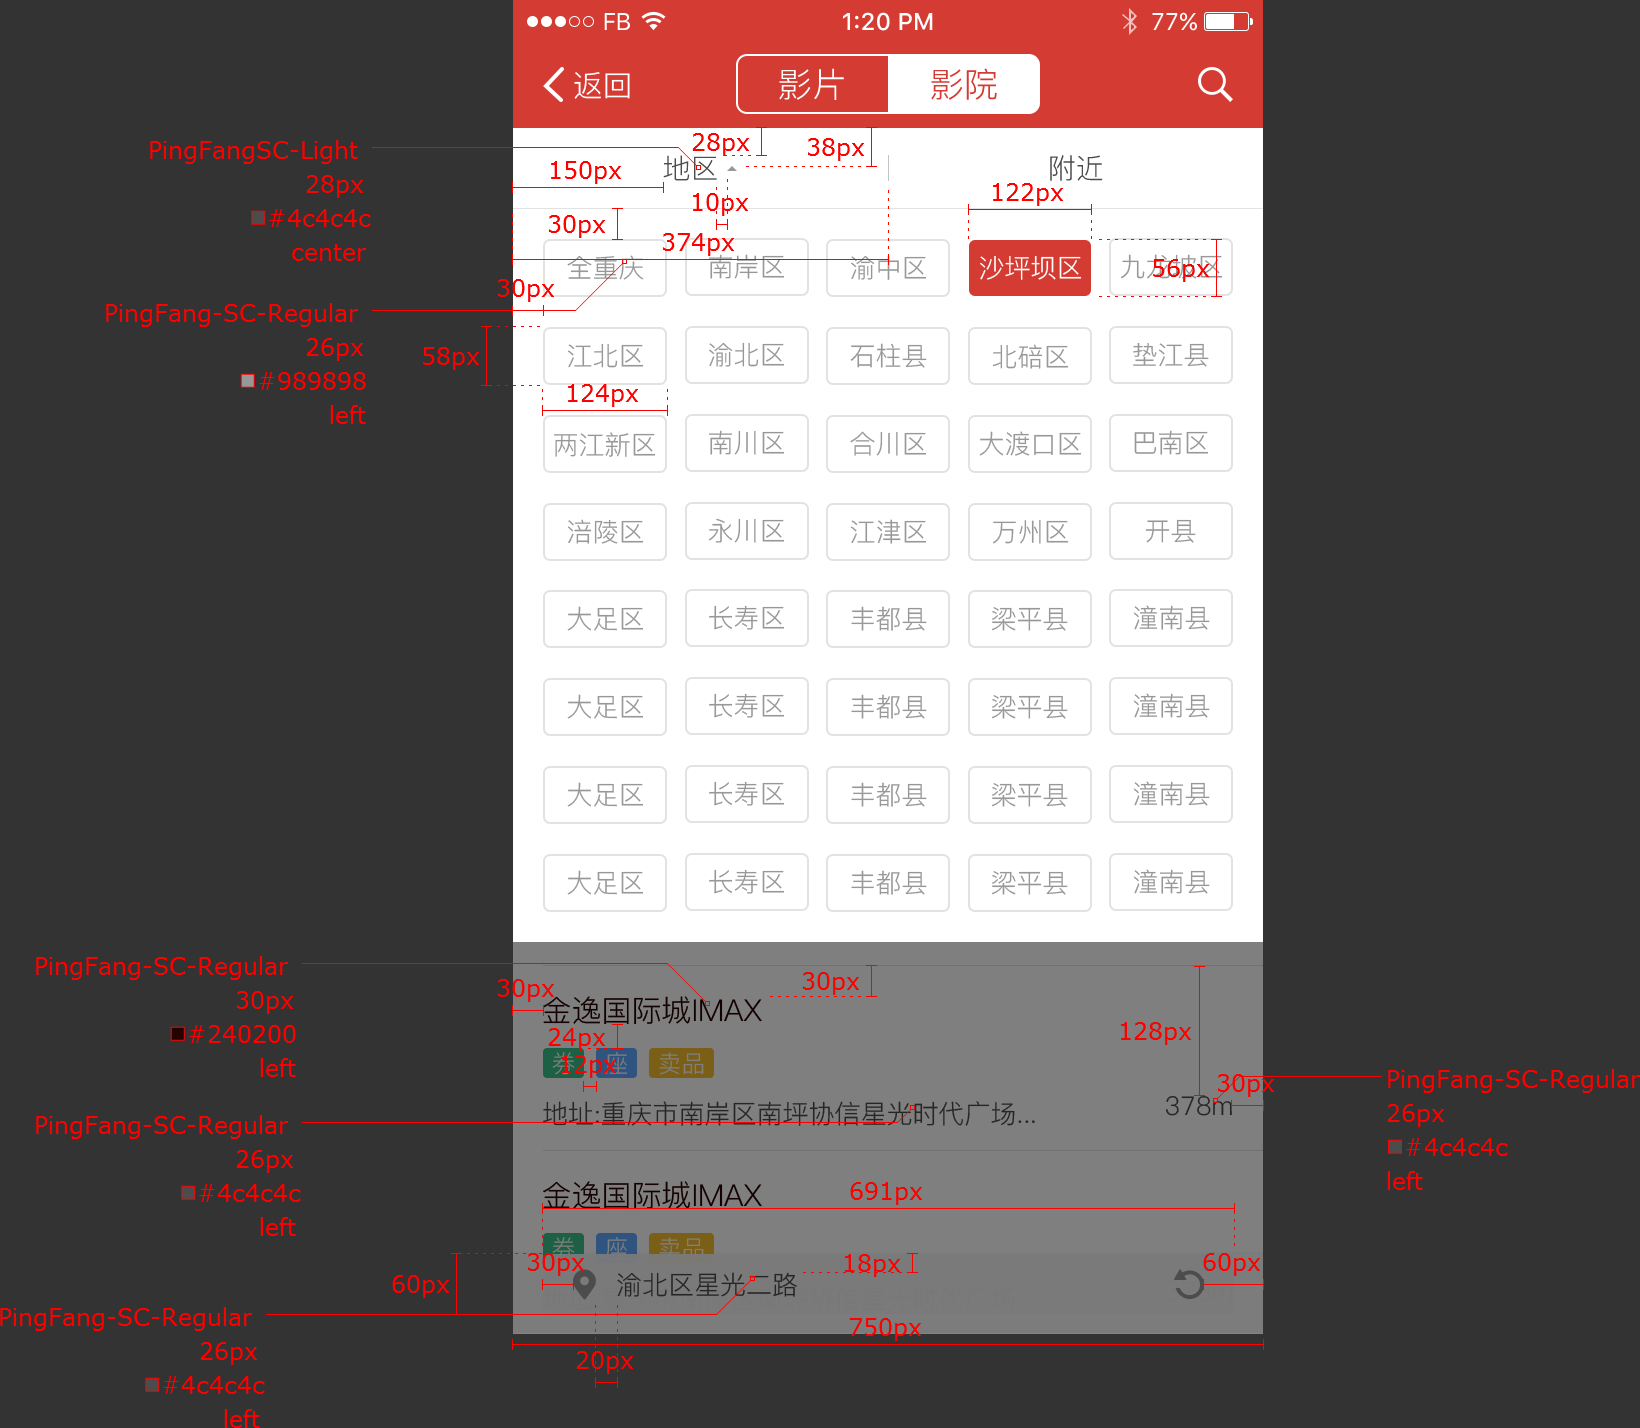 FB 1:20 PM 77%
返回 影片 影院
PingFangSC-Light
28px
#4c4c4c
center
28px 38px
地区 附近
150px 10px 122px
30px 374px
全重庆 南岸区 渝中区 沙坪坝区 九龙坡区
56px
30px
PingFang-SC-Regular
26px
#989898
left
58px
江北区 渝北区 石柱县 北碚区 垫江县
124px
两江新区 南川区 合川区 大渡口区 巴南区
涪陵区 永川区 江津区 万州区 开县
大足区 长寿区 丰都县 梁平县 潼南县
大足区 长寿区 丰都县 梁平县 潼南县
大足区 长寿区 丰都县 梁平县 潼南县
大足区 长寿区 丰都县 梁平县 潼南县
PingFang-SC-Regular
30px
#240200
left
30px 30px
金逸国际城IMAX
24px 128px
券 座 卖品
12px
30px
PingFang-SC-Regular
26px
#4c4c4c
left
地址:重庆市南岸区南坪协信星光时代广场... 378m
PingFang-SC-Regular
26px
#4c4c4c
left
金逸国际城IMAX
691px
券 座 卖品
30px 18px 60px
60px
渝北区星光二路
PingFang-SC-Regular
26px
#4c4c4c
left
750px
20px